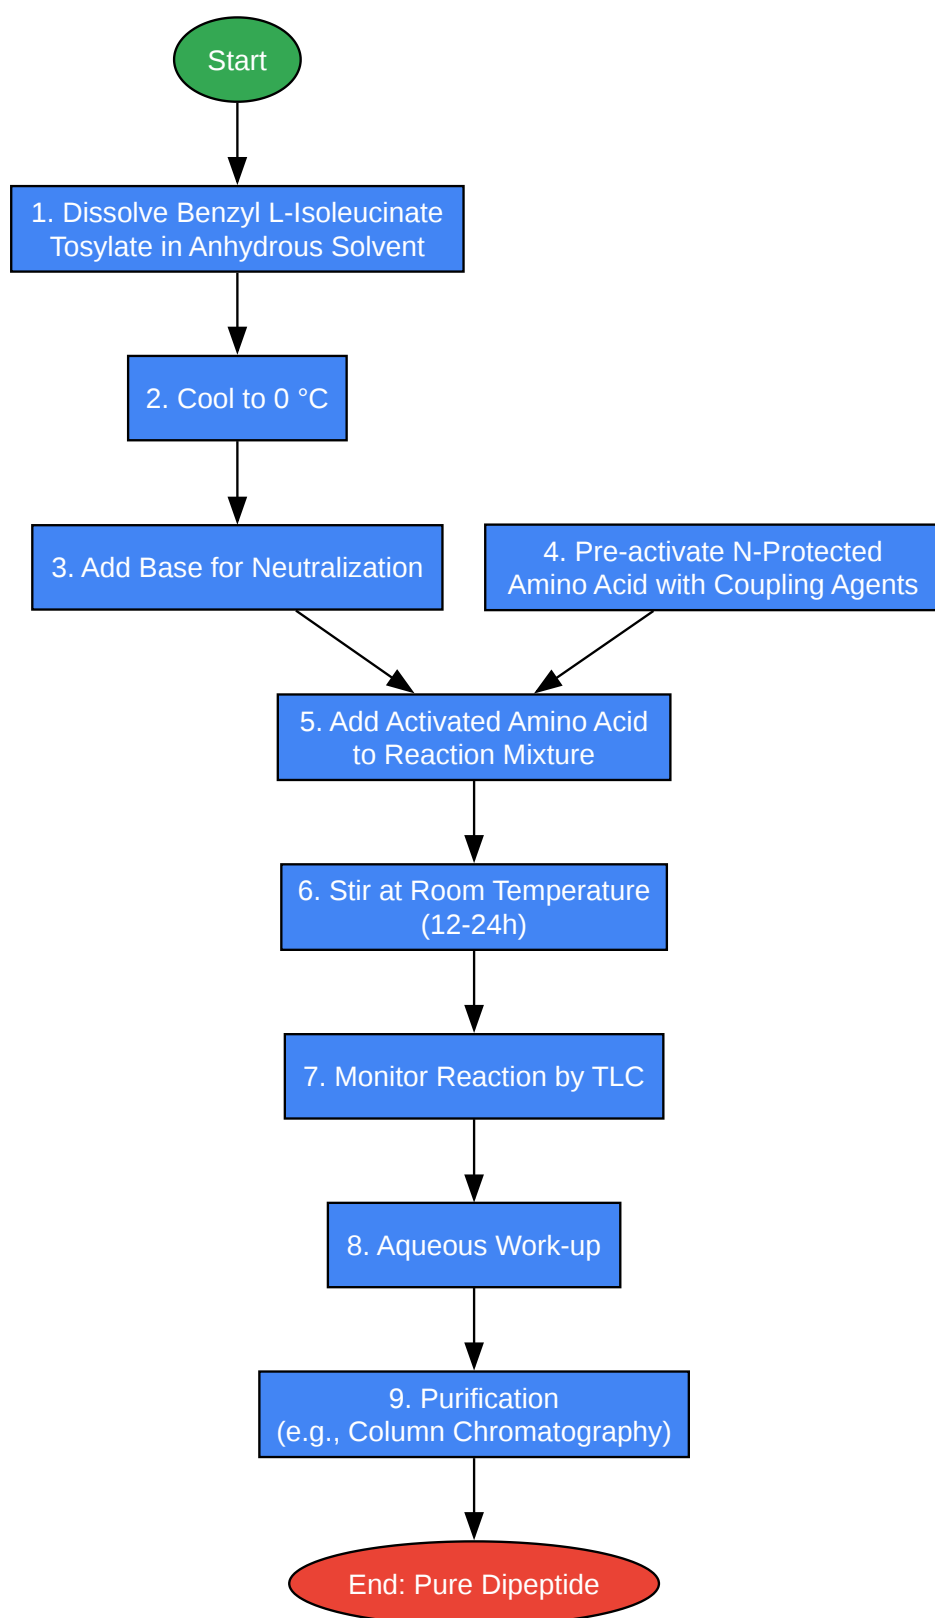 Start
1. Dissolve Benzyl L-Isoleucinate
Tosylate in Anhydrous Solvent
2. Cool to 0 °C
3. Add Base for Neutralization
4. Pre-activate N-Protected
Amino Acid with Coupling Agents
5. Add Activated Amino Acid
to Reaction Mixture
6. Stir at Room Temperature
(12-24h)
7. Monitor Reaction by TLC
8. Aqueous Work-up
9. Purification
(e.g., Column Chromatography)
End: Pure Dipeptide